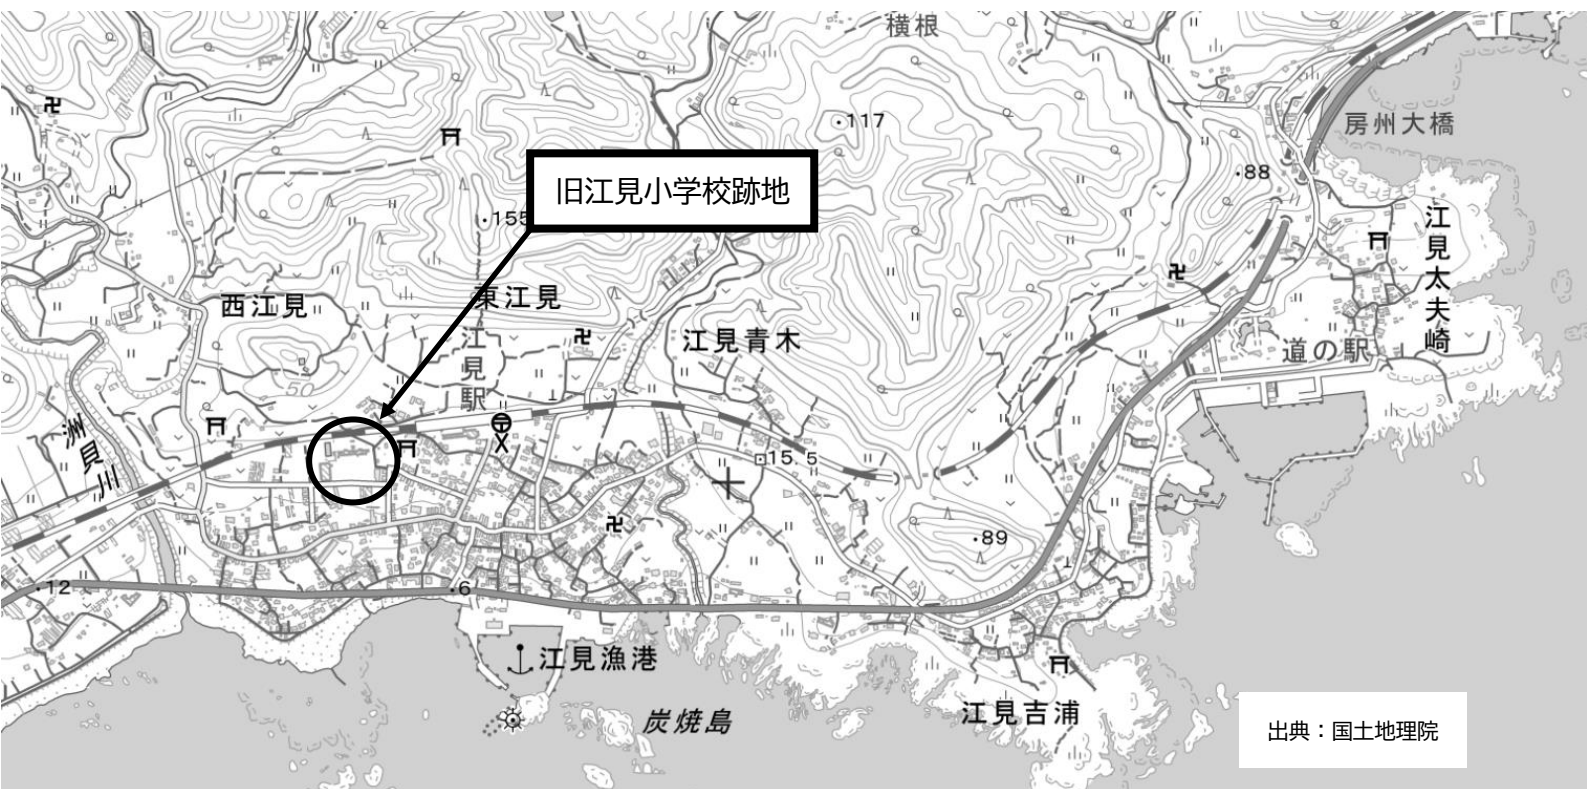 横根
117
房州大橋
88
旧江見小学校跡地
155
江見太夫崎
西江見
東江見
江見駅
江見青木
道の駅
50
洲貝川
15.5
89
12
6
江見漁港
炭焼島
江見吉浦
出典：国土地理院